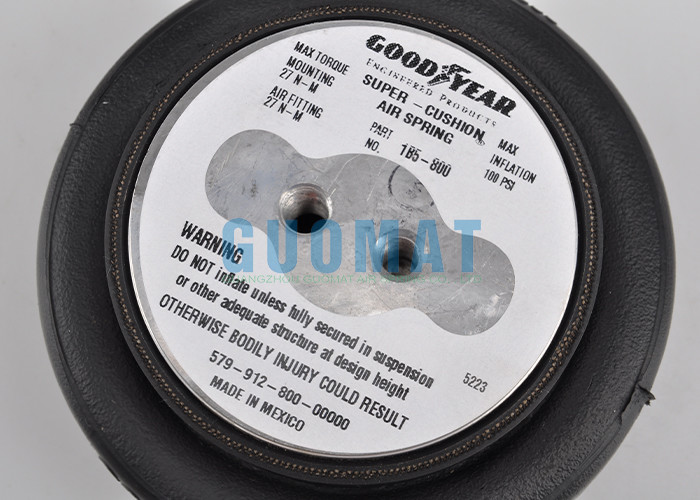 GOODYEAR
ENGINEERED PRODUCTS
SUPER - CUSHION
AIR SPRING
MAX TORQUE
MOUNTING
27 N-M
AIR FITTING
27 N-M
PART
NO. 1B5-800
MAX
INFLATION
100 PSI
GUOMAT
WARNING
DO NOT inflate unless fully secured in suspension
or other adequate structure at design height
OTHERWISE BODILY INJURY COULD RESULT
579-912-800-00000
MADE IN MEXICO
5223